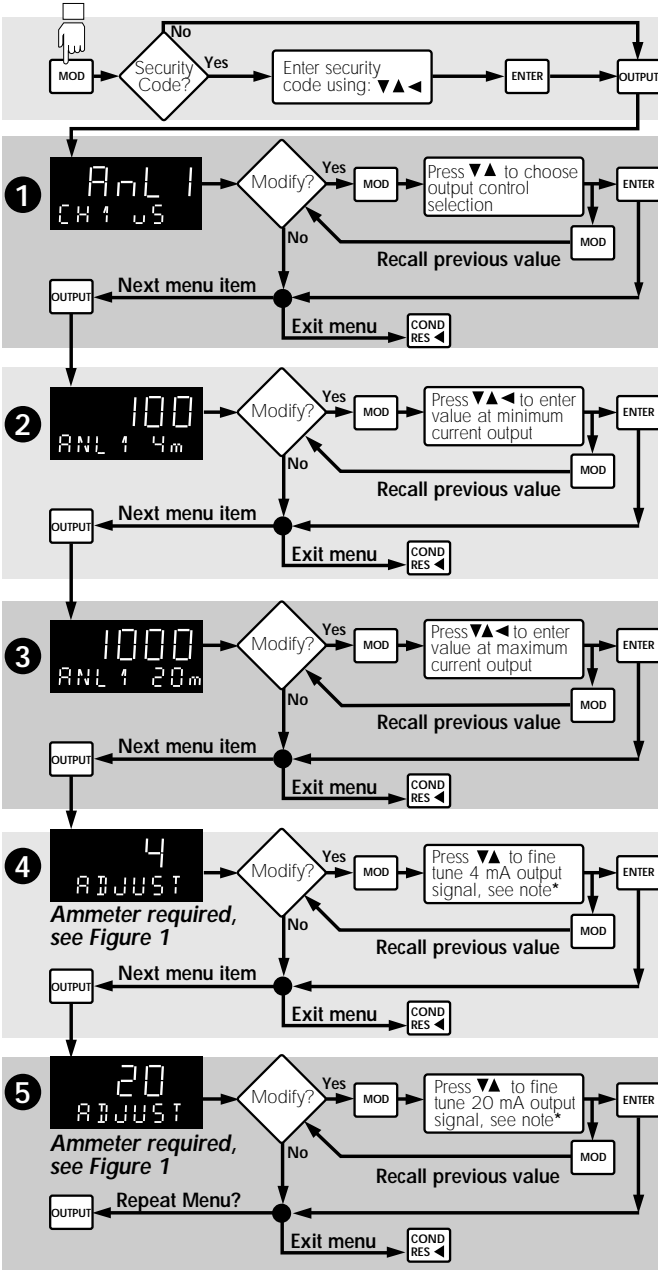 No
MOD
Security
Code?
Yes
Enter security
code using: ▼▲◄
ENTER
OUTPUT
1
AnL 1
CH1 uS
Modify?
Yes
MOD
Press ▼▲ to choose
output control
selection
ENTER
MOD
No
Recall previous value
OUTPUT
Next menu item
Exit menu
COND
RES ◄
2
100
ANL 1 4m
Modify?
Yes
MOD
Press ▼▲◄ to enter
value at minimum
current output
ENTER
MOD
No
Recall previous value
OUTPUT
Next menu item
Exit menu
COND
RES ◄
3
1000
ANL1 20m
Modify?
Yes
MOD
Press ▼▲◄ to enter
value at maximum
current output
ENTER
MOD
No
Recall previous value
OUTPUT
Next menu item
Exit menu
COND
RES ◄
4
4
ADJUST
Ammeter required,
see Figure 1
Modify?
Yes
MOD
Press ▼▲ to fine
tune 4 mA output
signal, see note*
ENTER
MOD
No
Recall previous value
OUTPUT
Next menu item
Exit menu
COND
RES ◄
5
20
ADJUST
Ammeter required,
see Figure 1
Modify?
Yes
MOD
Press ▼▲ to fine
tune 20 mA output
signal, see note*
ENTER
MOD
No
Recall previous value
OUTPUT
Repeat Menu?
Exit menu
COND
RES ◄